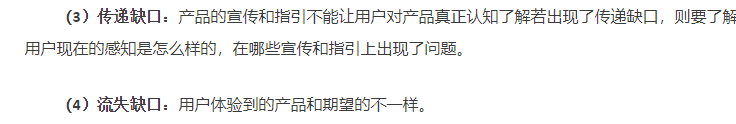 （3）传递缺口：产品的宣传和指引不能让用户对产品真正认知了解若出现了传递缺口，则要了解
用户现在的感知是怎么样的，在哪些宣传和指引上出现了问题。
（4）流失缺口：用户体验到的产品和期望的不一样。